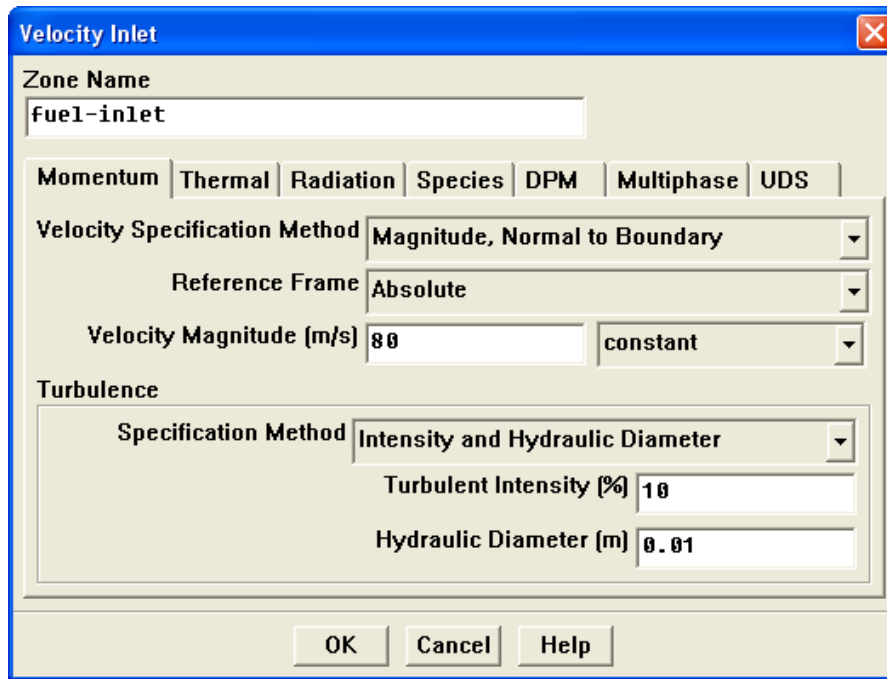 Velocity Inlet
Zone Name
fuel-inlet
Momentum Thermal Radiation Species DPM Multiphase UDS
Velocity Specification Method Magnitude, Normal to Boundary
Reference Frame Absolute
Velocity Magnitude (m/s) 80 constant
Turbulence
Specification Method Intensity and Hydraulic Diameter
Turbulent Intensity (%) 10
Hydraulic Diameter (m) 0.01
OK Cancel Help